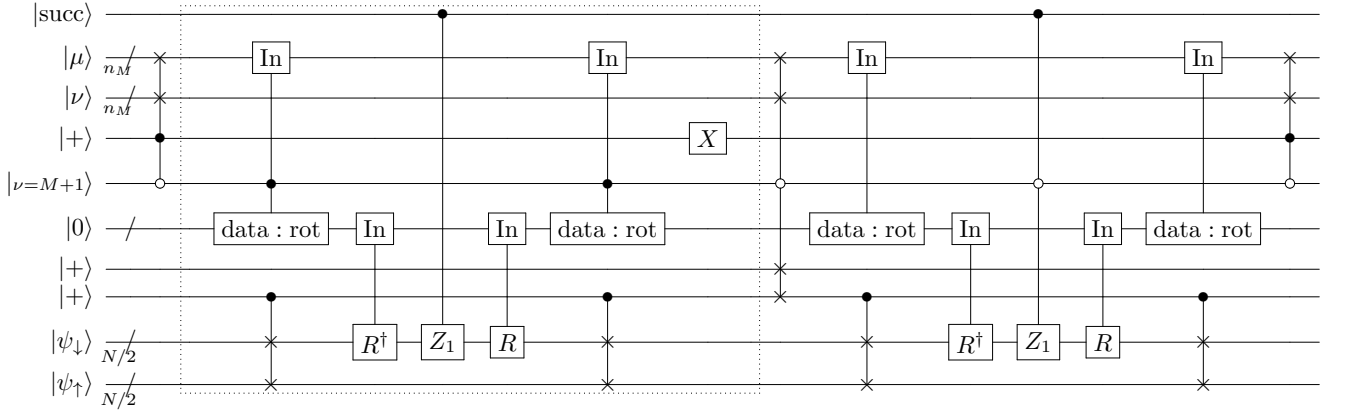 |succ⟩
|μ⟩ n_M In In In In
|ν⟩ n_M
|+⟩ X
|ν=M+1⟩
|0⟩ data : rot In In data : rot data : rot In In data : rot
|+⟩
|+⟩
|ψ↓⟩ N/2 R† Z₁ R R† Z₁ R
|ψ↑⟩ N/2